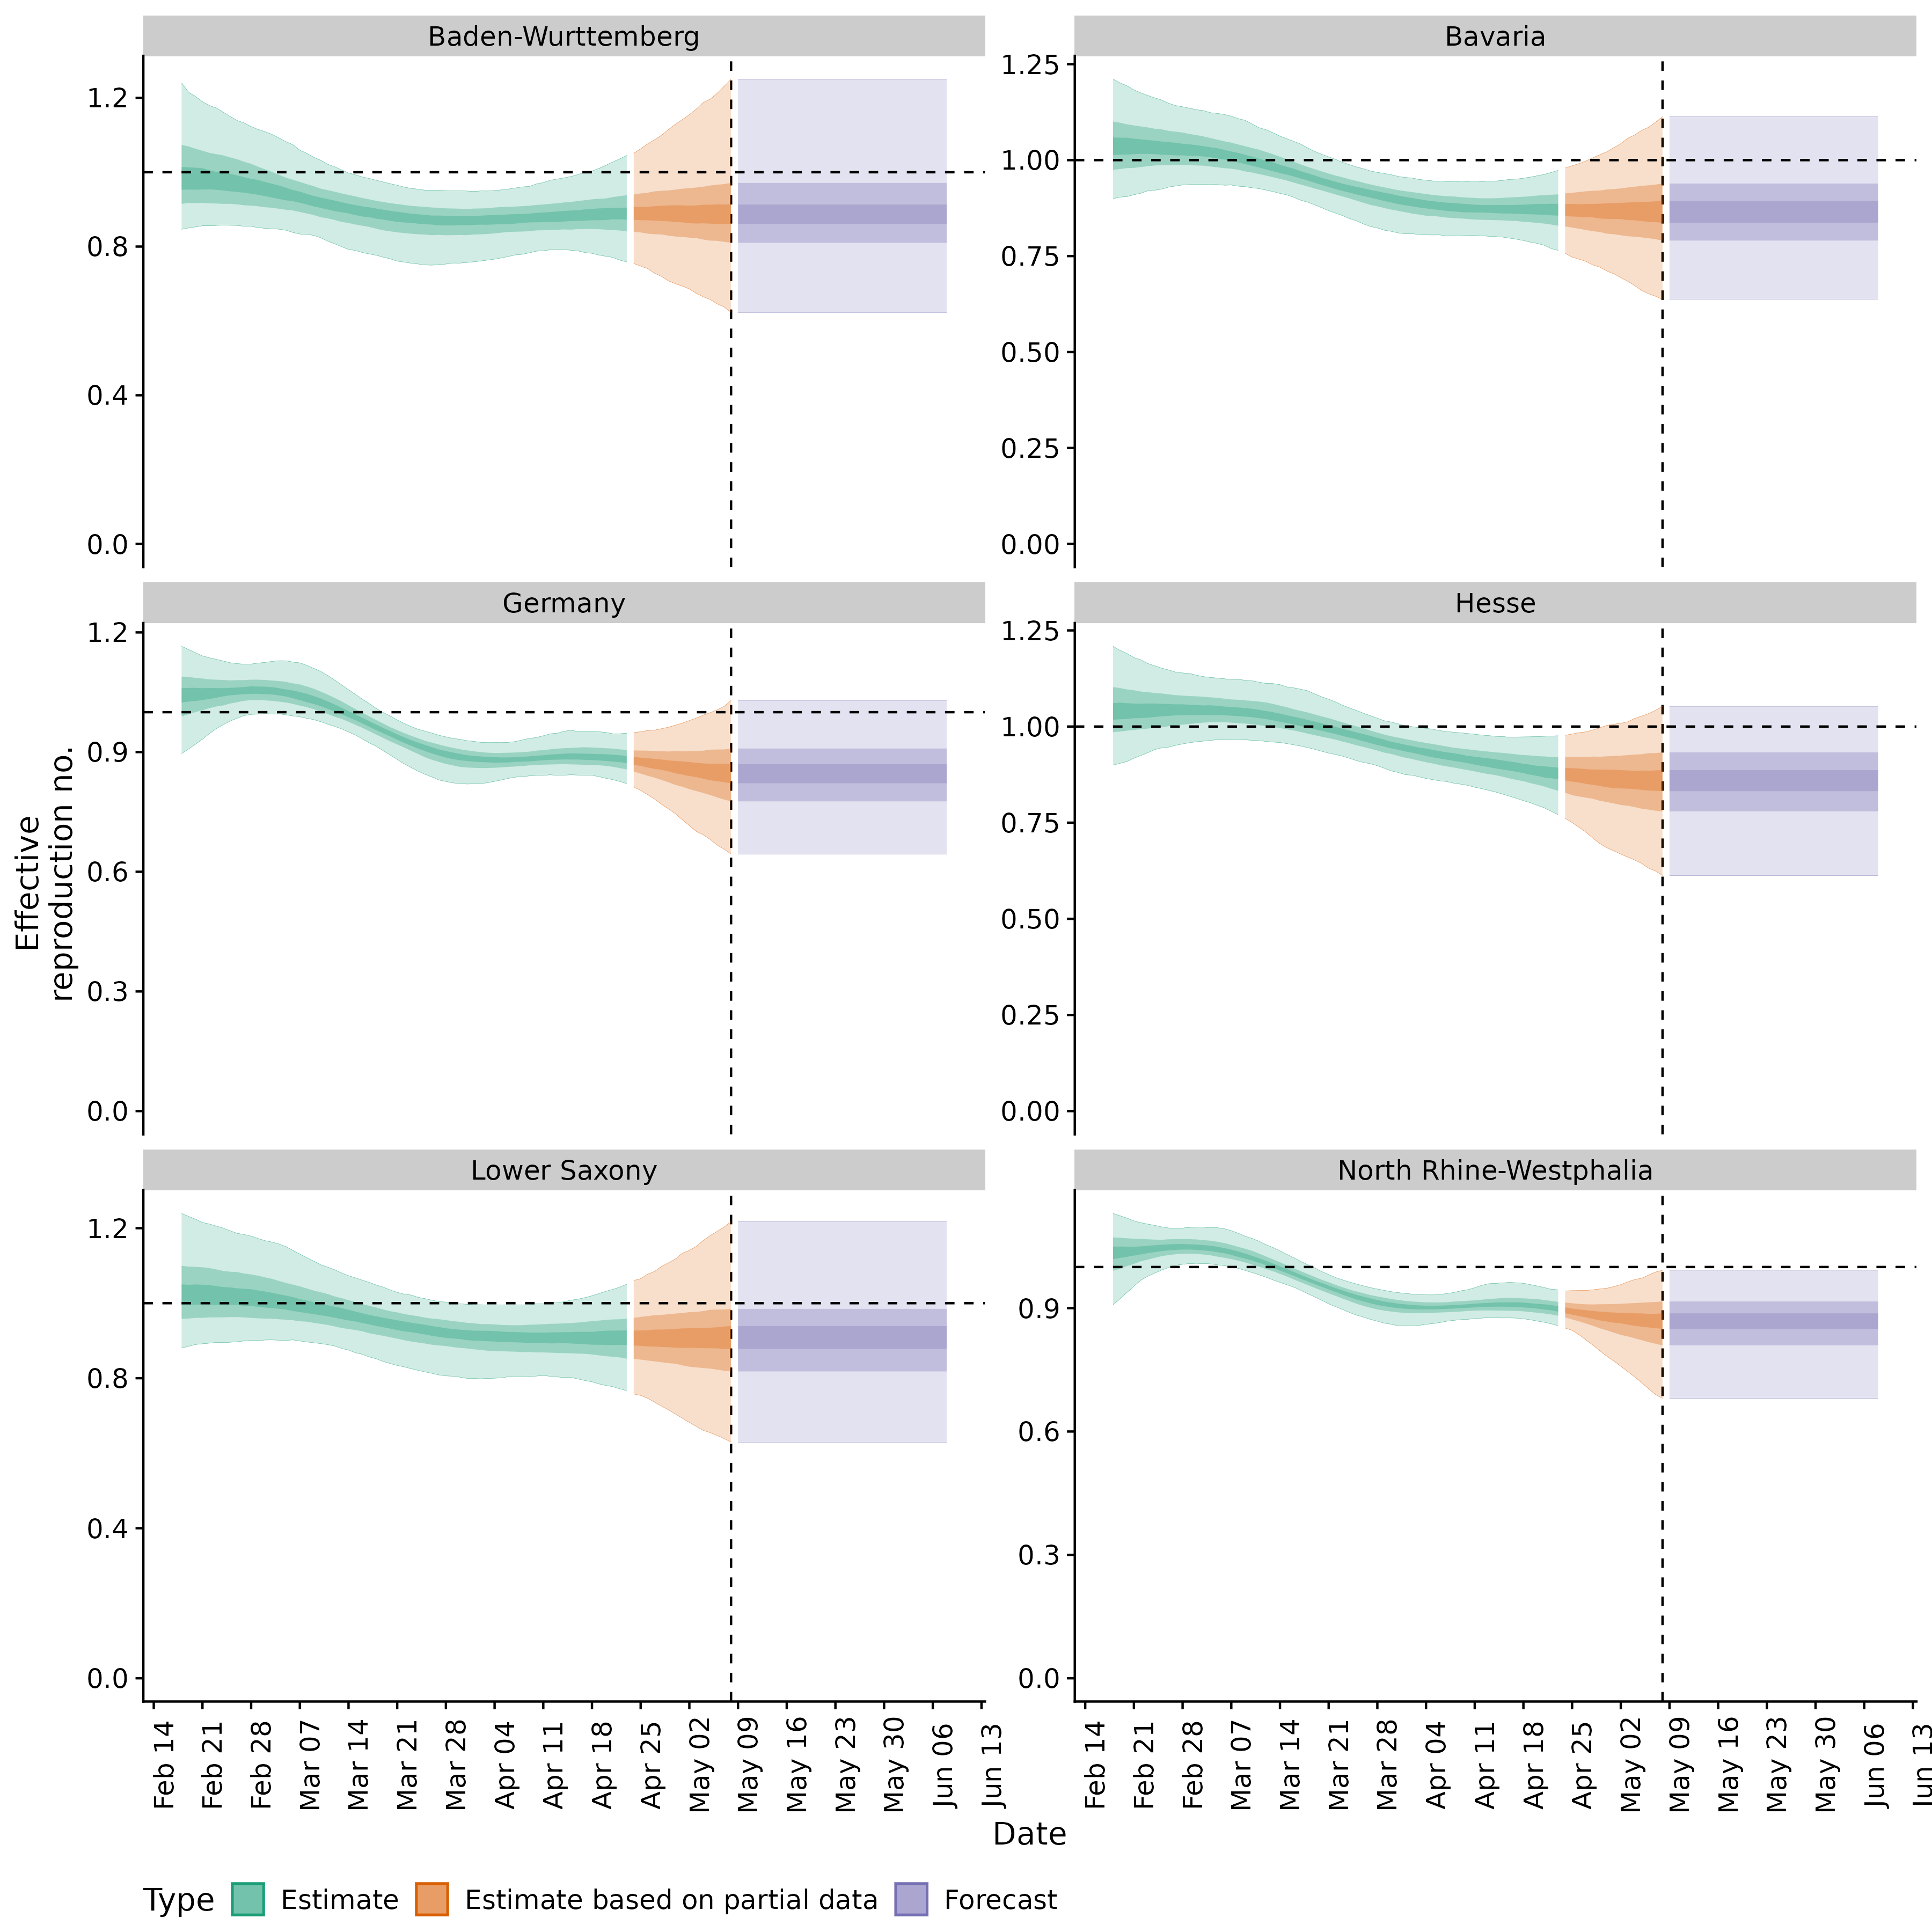 Baden-Wurttemberg
Bavaria
1.2
0.8
0.4
0.0
1.25
1.00
0.75
0.50
0.25
0.00
Germany
Hesse
1.2
0.9
0.6
0.3
0.0
1.25
1.00
0.75
0.50
0.25
0.00
Effective
reproduction no.
Lower Saxony
North Rhine-Westphalia
1.2
0.8
0.4
0.0
0.9
0.6
0.3
0.0
Feb 14
Feb 21
Feb 28
Mar 07
Mar 14
Mar 21
Mar 28
Apr 04
Apr 11
Apr 18
Apr 25
May 02
May 09
May 16
May 23
May 30
Jun 06
Jun 13
Feb 14
Feb 21
Feb 28
Mar 07
Mar 14
Mar 21
Mar 28
Apr 04
Apr 11
Apr 18
Apr 25
May 02
May 09
May 16
May 23
May 30
Jun 06
Jun 13
Date
Type Estimate Estimate based on partial data Forecast